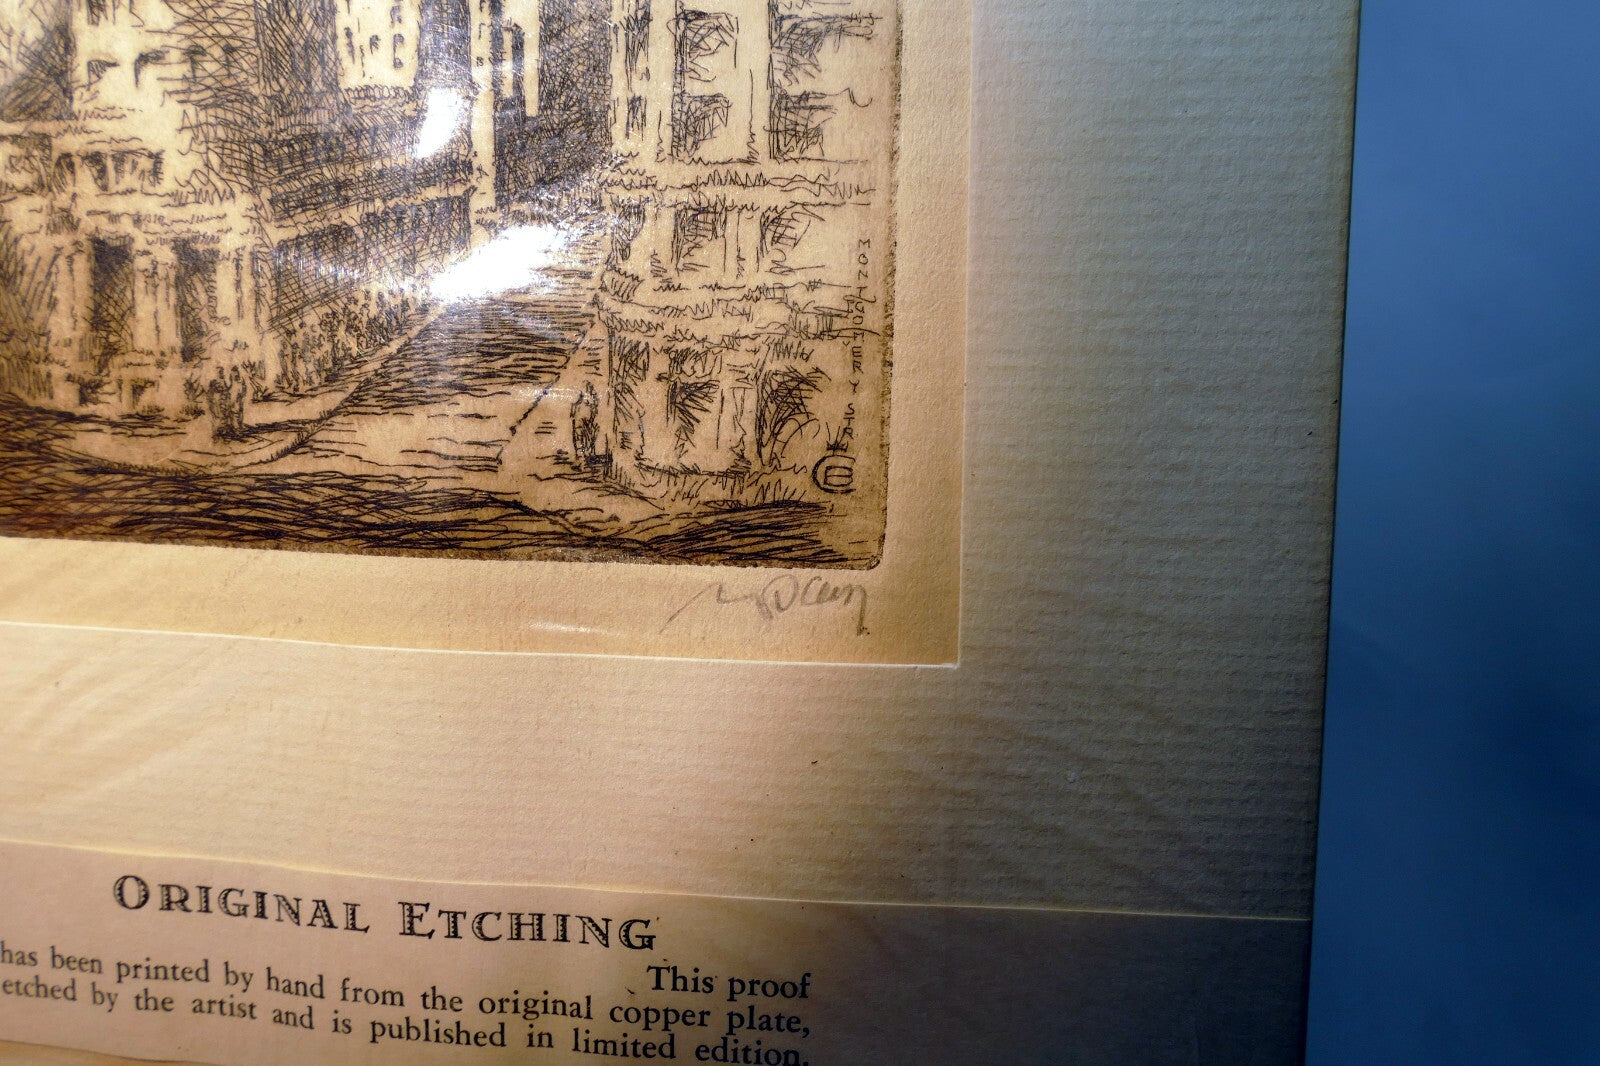 MONTGOMERY ST.
ORIGINAL ETCHING
This proof
has been printed by hand from the original copper plate,
etched by the artist and is published in limited edition.